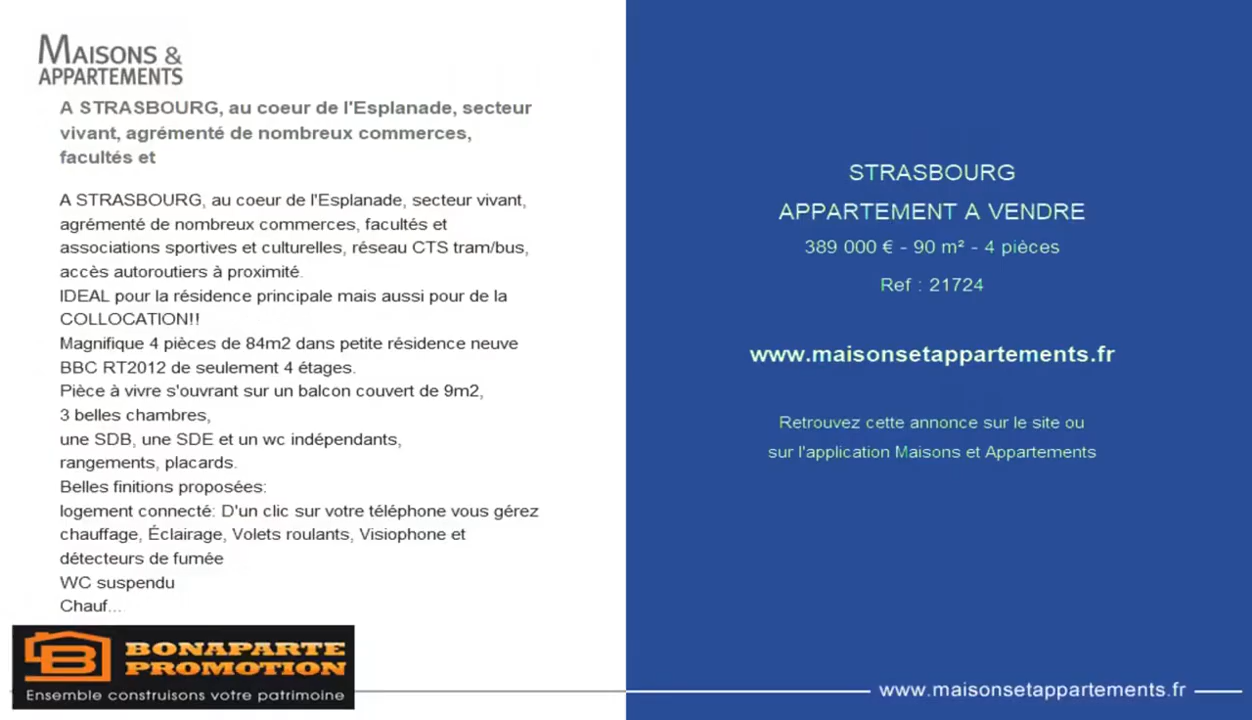 MAISONS &
APPARTEMENTS
A STRASBOURG, au coeur de l'Esplanade, secteur
vivant, agrémenté de nombreux commerces,
facultés et
A STRASBOURG, au coeur de l'Esplanade, secteur vivant,
agrémenté de nombreux commerces, facultés et
associations sportives et culturelles, réseau CTS tram/bus,
accès autoroutiers à proximité.
IDEAL pour la résidence principale mais aussi pour de la
COLLOCATION!!
Magnifique 4 pièces de 84m2 dans petite résidence neuve
BBC RT2012 de seulement 4 étages.
Pièce à vivre s'ouvrant sur un balcon couvert de 9m2,
3 belles chambres,
une SDB, une SDE et un wc indépendants,
rangements, placards.
Belles finitions proposées:
logement connecté: D'un clic sur votre téléphone vous gérez
chauffage, Éclairage, Volets roulants, Visiophone et
détecteurs de fumée
WC suspendu
Chauf...
BONAPARTE
PROMOTION
Ensemble construisons votre patrimoine
STRASBOURG
APPARTEMENT A VENDRE
389 000 € - 90 m² - 4 pièces
Ref : 21724
www.maisonsetappartements.fr
Retrouvez cette annonce sur le site ou
sur l'application Maisons et Appartements
www.maisonsetappartements.fr